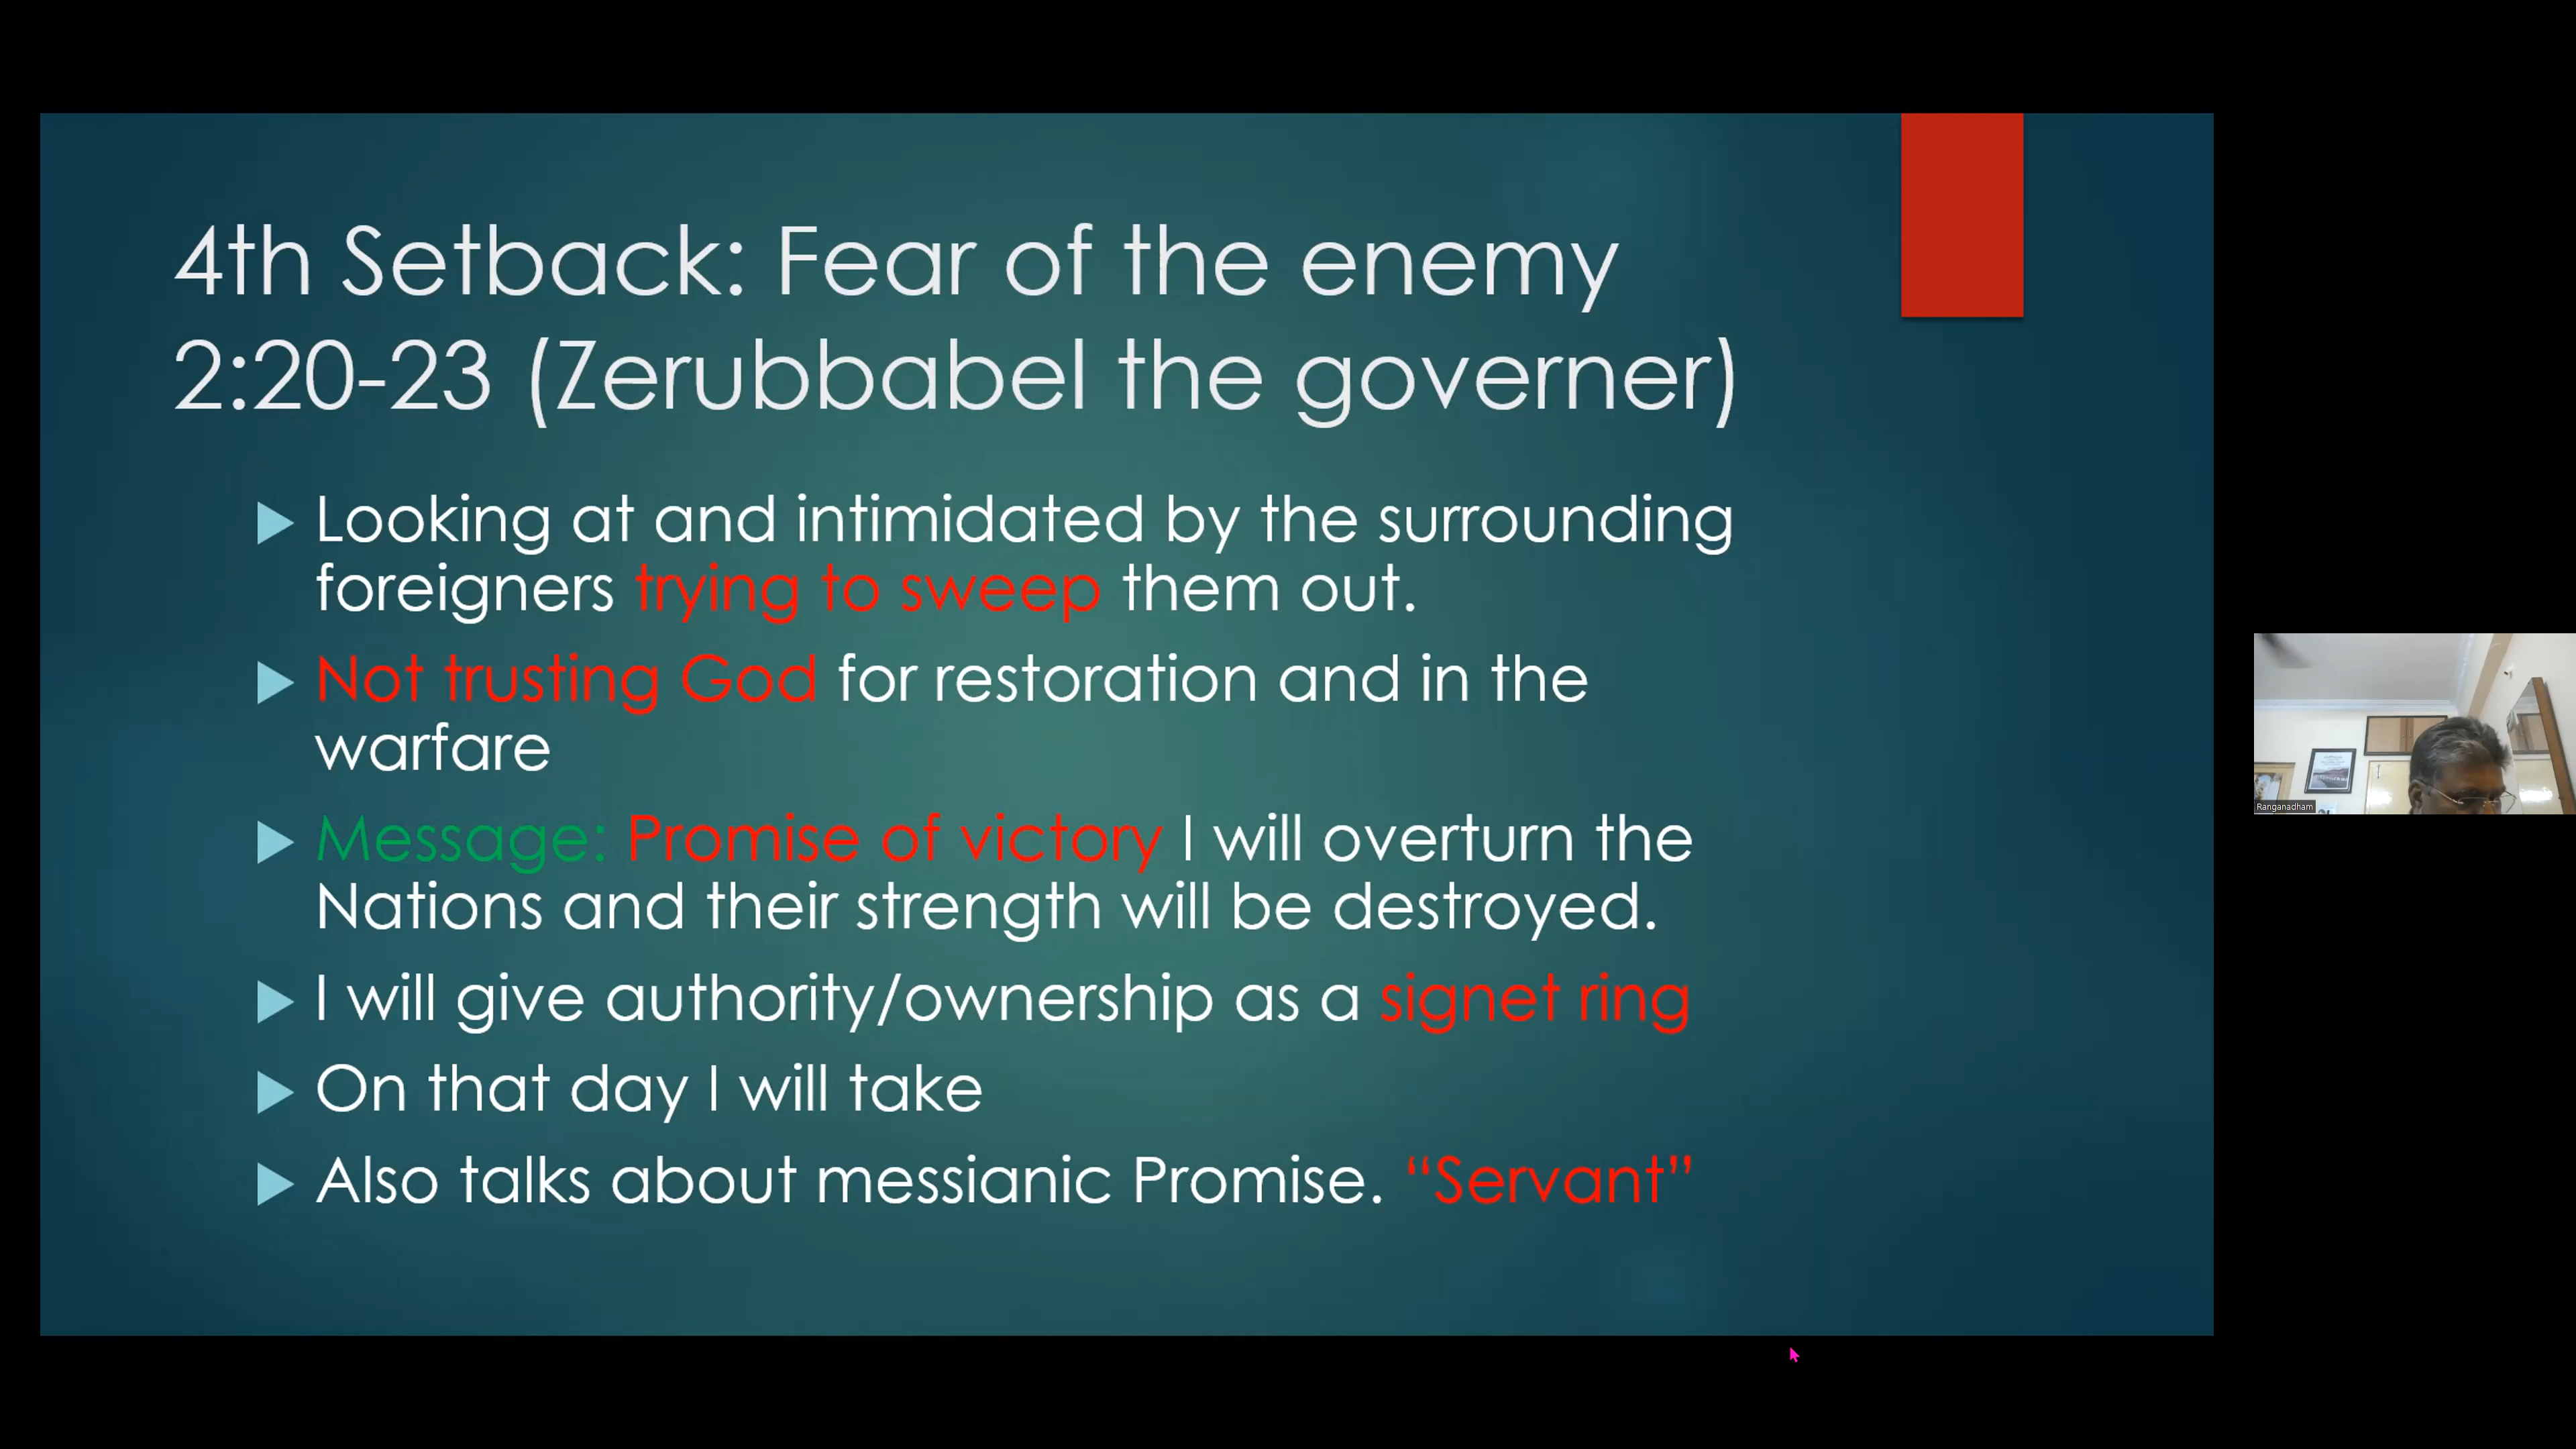 4th Setback: Fear of the enemy
2:20-23 (Zerubbabel the governer)
Looking at and intimidated by the surrounding
foreigners trying to sweep them out.
Not trusting God for restoration and in the
warfare
Message: Promise of victory I will overturn the
Nations and their strength will be destroyed.
I will give authority/ownership as a signet ring
On that day I will take
Also talks about messianic Promise. “Servant”
Ranganadham